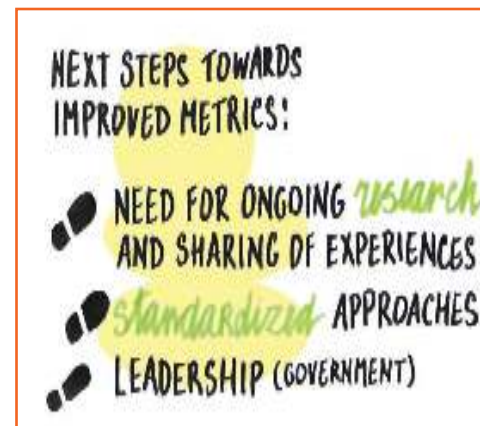 NEXT STEPS TOWARDS
IMPROVED METRICS:
NEED FOR ONGOING research
AND SHARING OF EXPERIENCES
standardized APPROACHES
LEADERSHIP (GOVERNMENT)